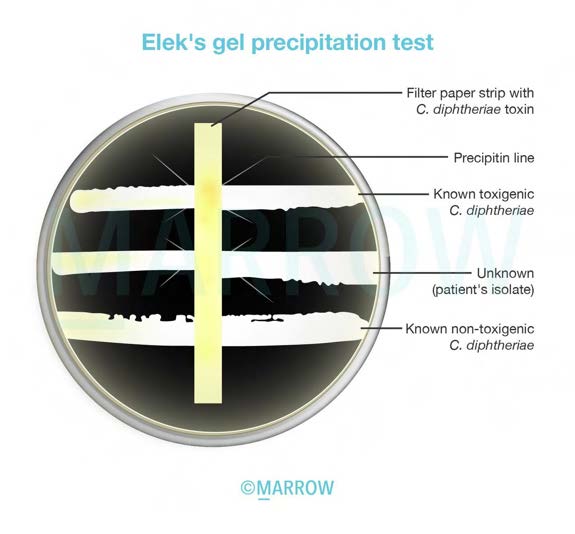 Elek's gel precipitation test
Filter paper strip with
C. diphtheriae toxin
Precipitin line
Known toxigenic
C. diphtheriae
Unknown
(patient's isolate)
Known non-toxigenic
C. diphtheriae
MARROW
©MARROW